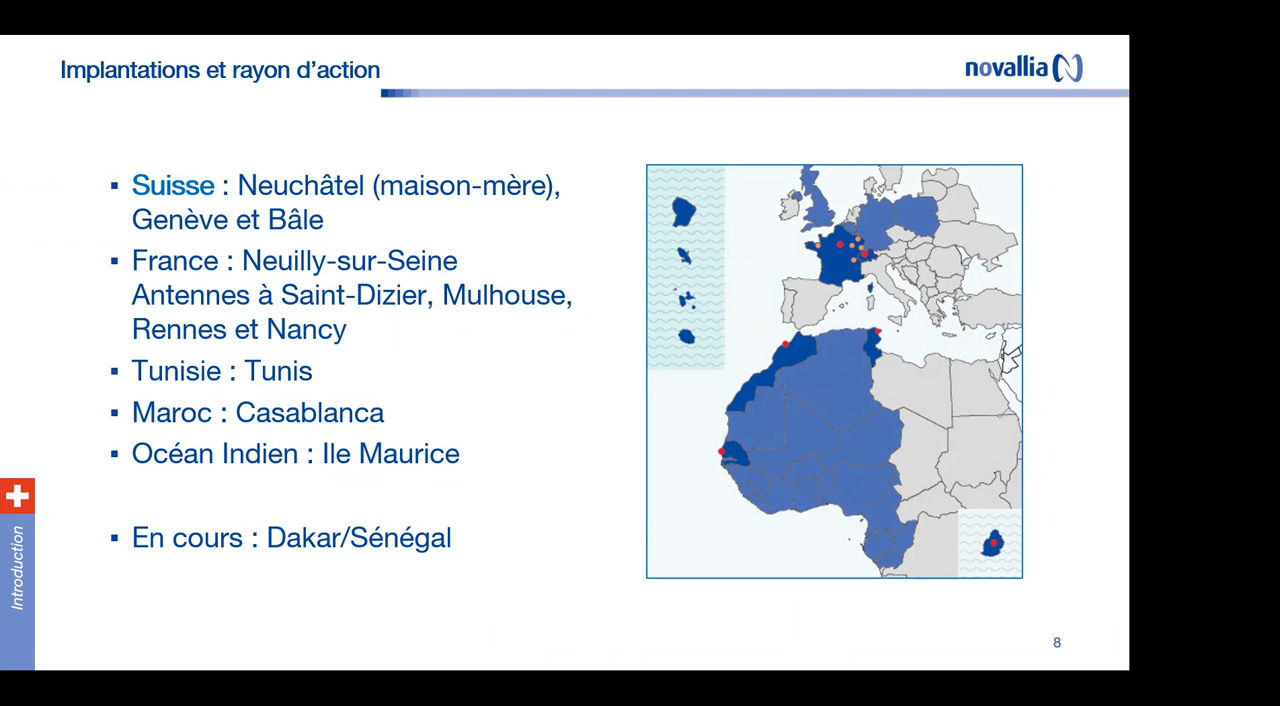 Implantations et rayon d'action
novallia
▪ Suisse : Neuchâtel (maison-mère),
Genève et Bâle
▪ France : Neuilly-sur-Seine
Antennes à Saint-Dizier, Mulhouse,
Rennes et Nancy
▪ Tunisie : Tunis
▪ Maroc : Casablanca
▪ Océan Indien : Ile Maurice
▪ En cours : Dakar/Sénégal
Introduction
8